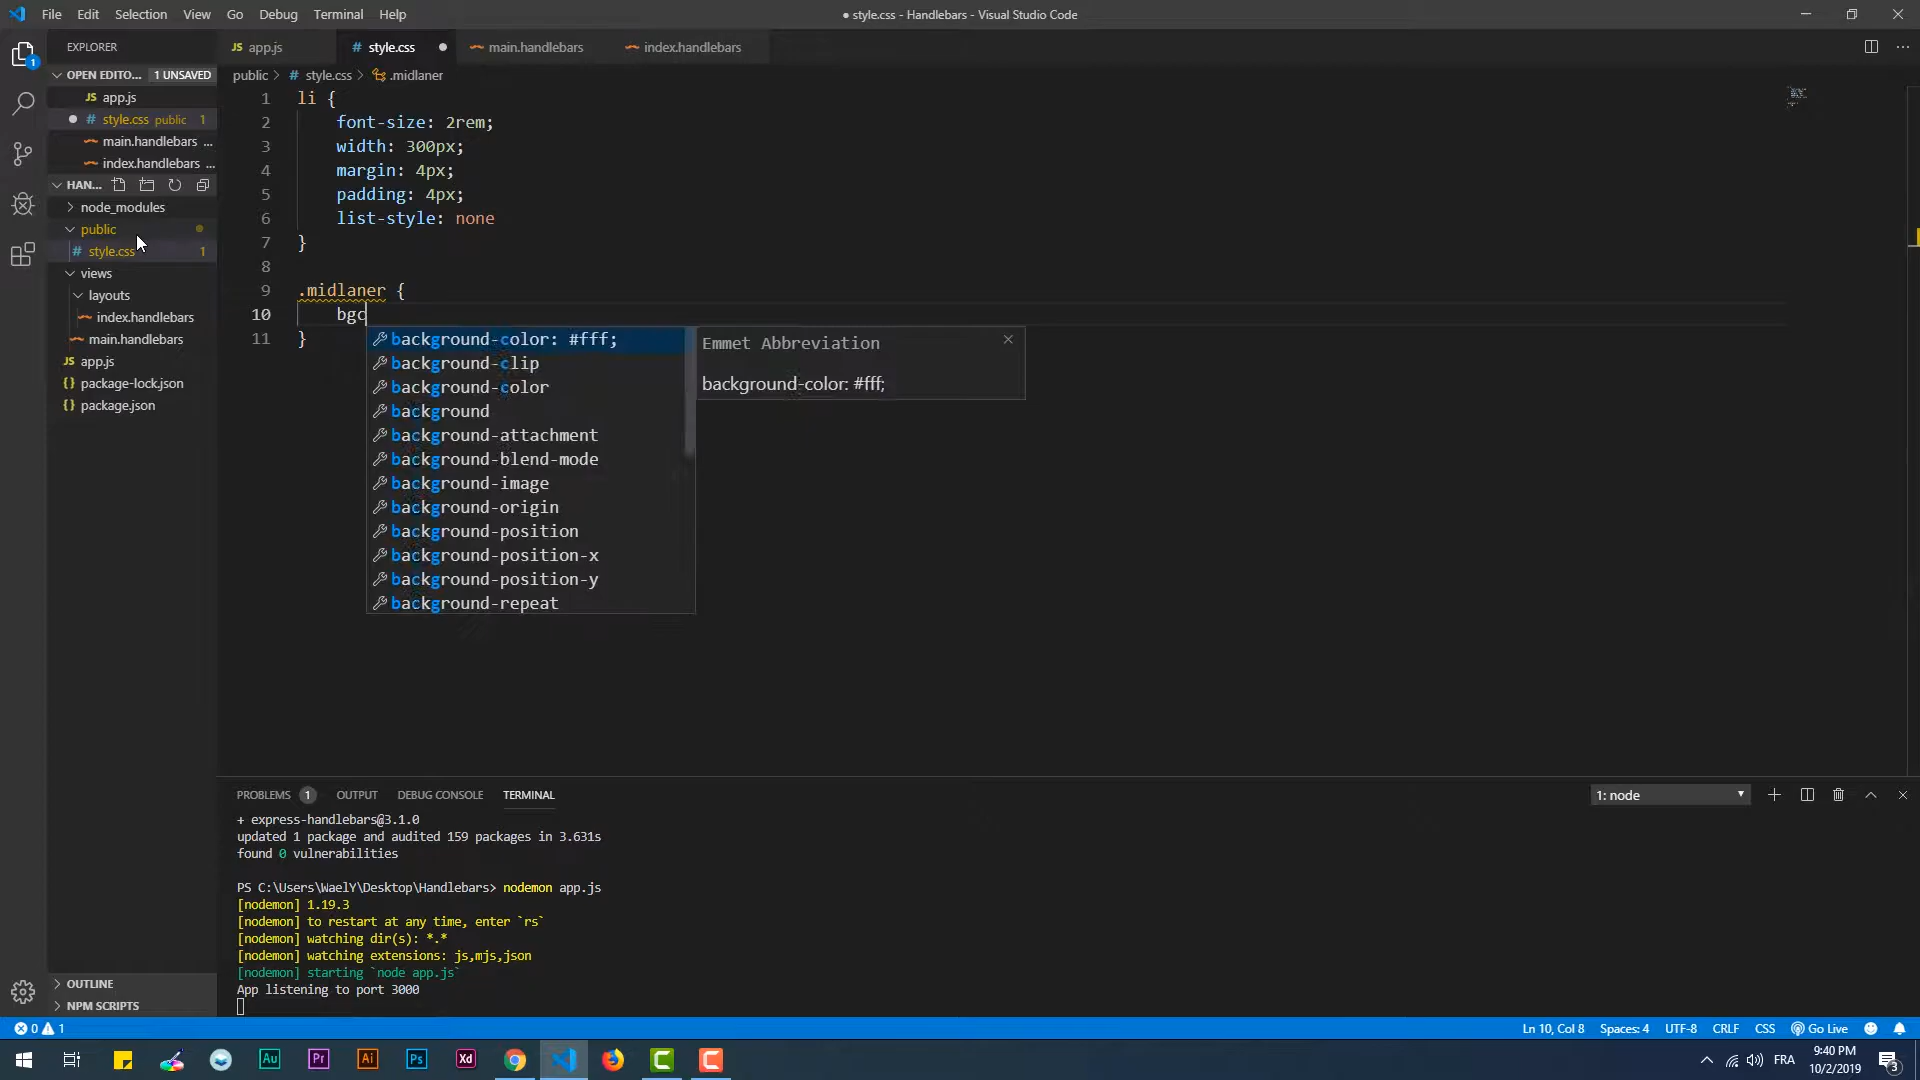 File Edit Selection View Go Debug Terminal Help
● style.css - Handlebars - Visual Studio Code
EXPLORER
OPEN EDITO... 1 UNSAVED
JS app.js
# style.css public 1
main.handlebars ...
index.handlebars ...
HAN...
node_modules
public
# style.css 1
views
layouts
index.handlebars
main.handlebars
JS app.js
{} package-lock.json
{} package.json
OUTLINE
NPM SCRIPTS
JS app.js
# style.css ●
main.handlebars
index.handlebars
public > # style.css > .midlaner
1 li {
2 font-size: 2rem;
3 width: 300px;
4 margin: 4px;
5 padding: 4px;
6 list-style: none
7 }
8
9 .midlaner {
10 bgc
11 }
background-color: #fff;
background-clip
background-color
background
background-attachment
background-blend-mode
background-image
background-origin
background-position
background-position-x
background-position-y
background-repeat
Emmet Abbreviation
background-color: #fff;
PROBLEMS 1 OUTPUT DEBUG CONSOLE TERMINAL
1: node
+ express-handlebars@3.1.0
updated 1 package and audited 159 packages in 3.631s
found 0 vulnerabilities
PS C:\Users\WaelY\Desktop\Handlebars> nodemon app.js
[nodemon] 1.19.3
[nodemon] to restart at any time, enter `rs`
[nodemon] watching dir(s): *.*
[nodemon] watching extensions: js,mjs,json
[nodemon] starting `node app.js`
App listening to port 3000
0 1
Ln 10, Col 8 Spaces: 4 UTF-8 CRLF CSS Go Live
Au Pr Ai Ps Xd
FRA
9:40 PM
10/2/2019
3